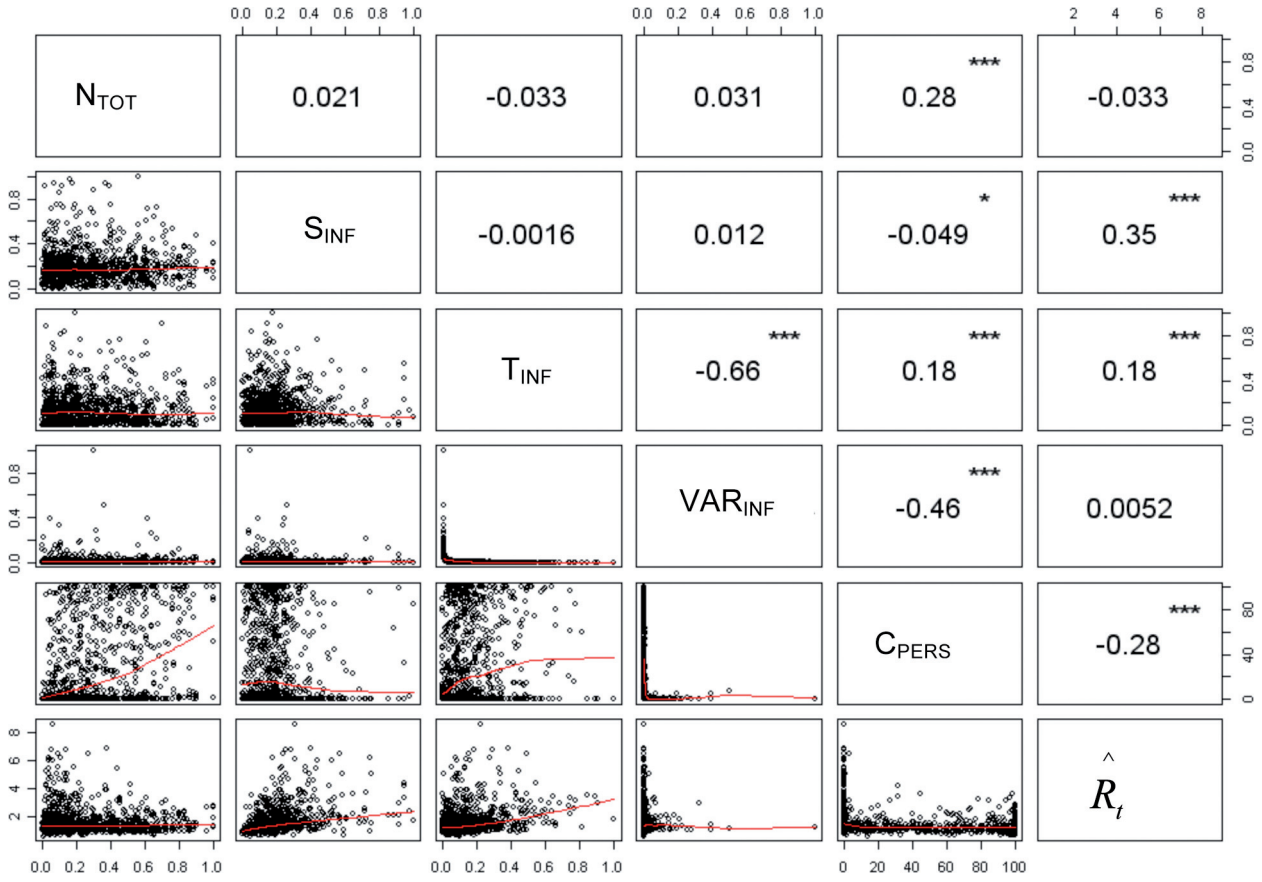 0.0 0.2 0.4 0.6 0.8 1.0 0.0 0.2 0.4 0.6 0.8 1.0 2 4 6 8
N_TOT 0.021 -0.033 0.031 0.28 *** -0.033 0.0 0.4 0.8
0.0 0.4 0.8 S_INF -0.0016 0.012 -0.049 * 0.35 ***
T_INF -0.66 *** 0.18 *** 0.18 *** 0.0 0.4 0.8
0.0 0.4 0.8 VAR_INF -0.46 *** 0.0052
C_PERS -0.28 *** 0 40 80
2 4 6 8 R̂_t
0.0 0.2 0.4 0.6 0.8 1.0 0.0 0.2 0.4 0.6 0.8 1.0 0 20 40 60 80 100